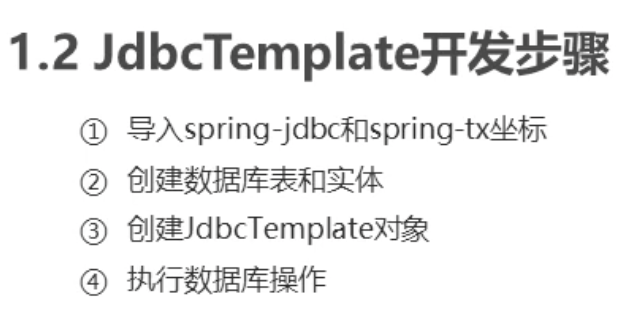 1.2 JdbcTemplate开发步骤
① 导入spring-jdbc和spring-tx坐标
② 创建数据库表和实体
③ 创建JdbcTemplate对象
④ 执行数据库操作